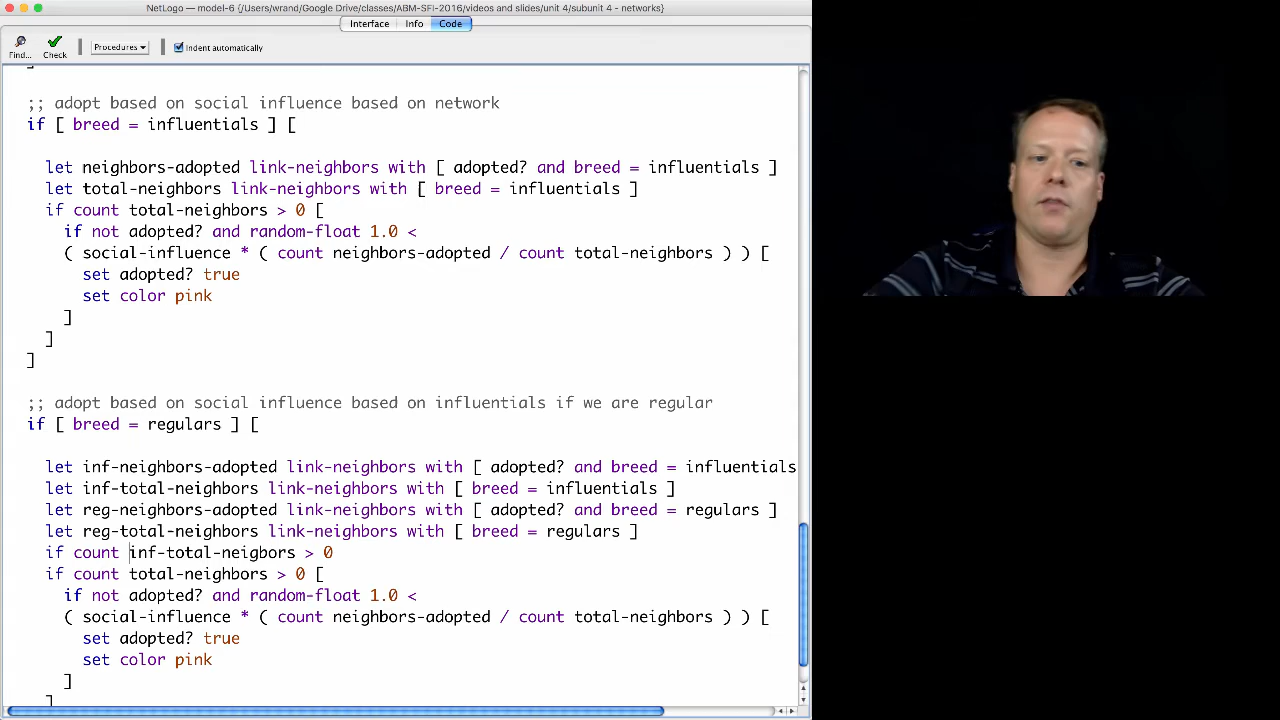 NetLogo — model-6 {/Users/wrand/Google Drive/classes/ABM-SFI-2016/videos and slides/unit 4/subunit 4 - networks}
Interface Info Code
Find... Check Procedures Indent automatically
]
;; adopt based on social influence based on network
if [ breed = influentials ] [
let neighbors-adopted link-neighbors with [ adopted? and breed = influentials ]
let total-neighbors link-neighbors with [ breed = influentials ]
if count total-neighbors > 0 [
if not adopted? and random-float 1.0 <
( social-influence * ( count neighbors-adopted / count total-neighbors ) ) [
set adopted? true
set color pink
]
]
]
;; adopt based on social influence based on influentials if we are regular
if [ breed = regulars ] [
let inf-neighbors-adopted link-neighbors with [ adopted? and breed = influentials
let inf-total-neighbors link-neighbors with [ breed = influentials ]
let reg-neighbors-adopted link-neighbors with [ adopted? and breed = regulars ]
let reg-total-neighbors link-neighbors with [ breed = regulars ]
if count inf-total-neigbors > 0
if count total-neighbors > 0 [
if not adopted? and random-float 1.0 <
( social-influence * ( count neighbors-adopted / count total-neighbors ) ) [
set adopted? true
set color pink
]
]